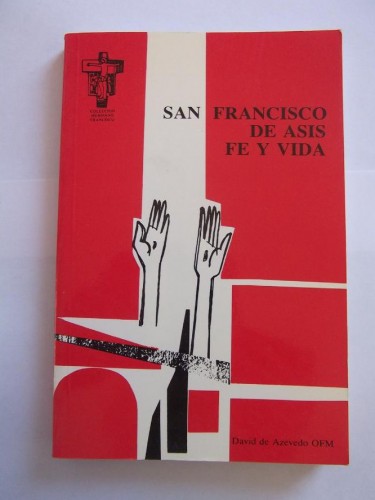 SAN FRANCISCO
DE ASIS
FE Y VIDA
David de Azevedo OFM